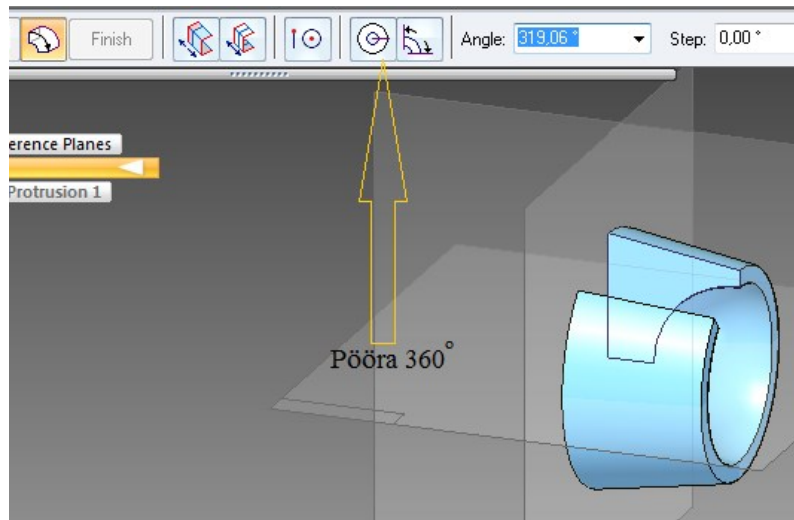 Finish
Angle: 319,06 °
Step: 0,00 °
erence Planes
Protrusion 1
Pööra 360°